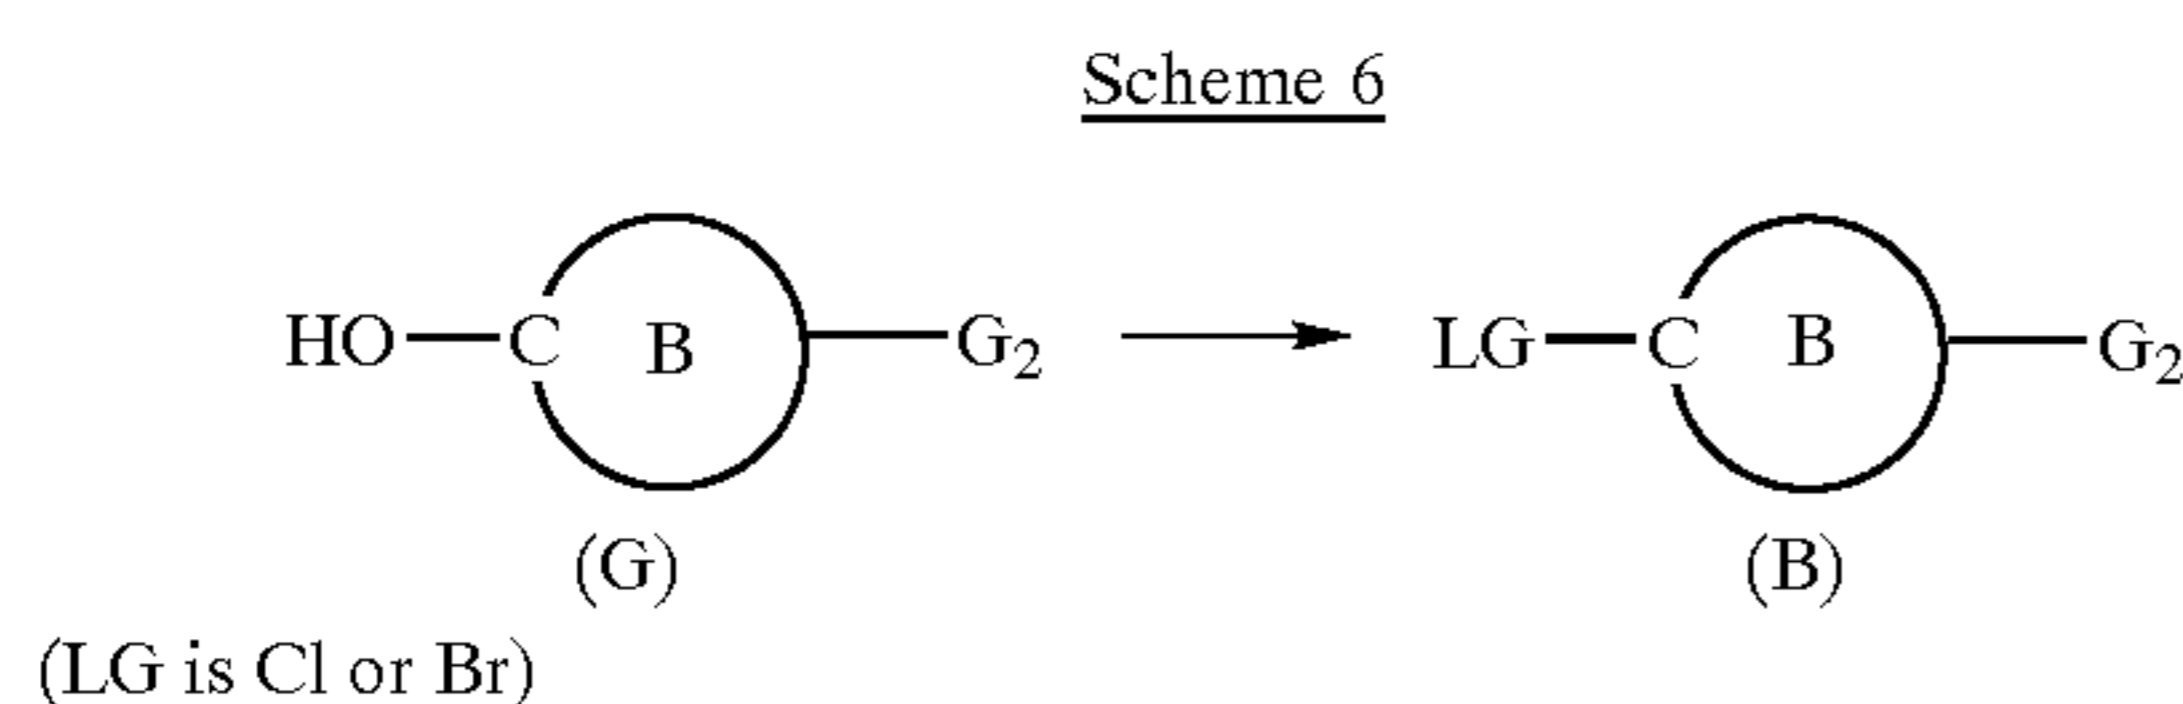 Scheme 6
HO C B G₂ LG C B G₂
(G) (B)
(LG is Cl or Br)